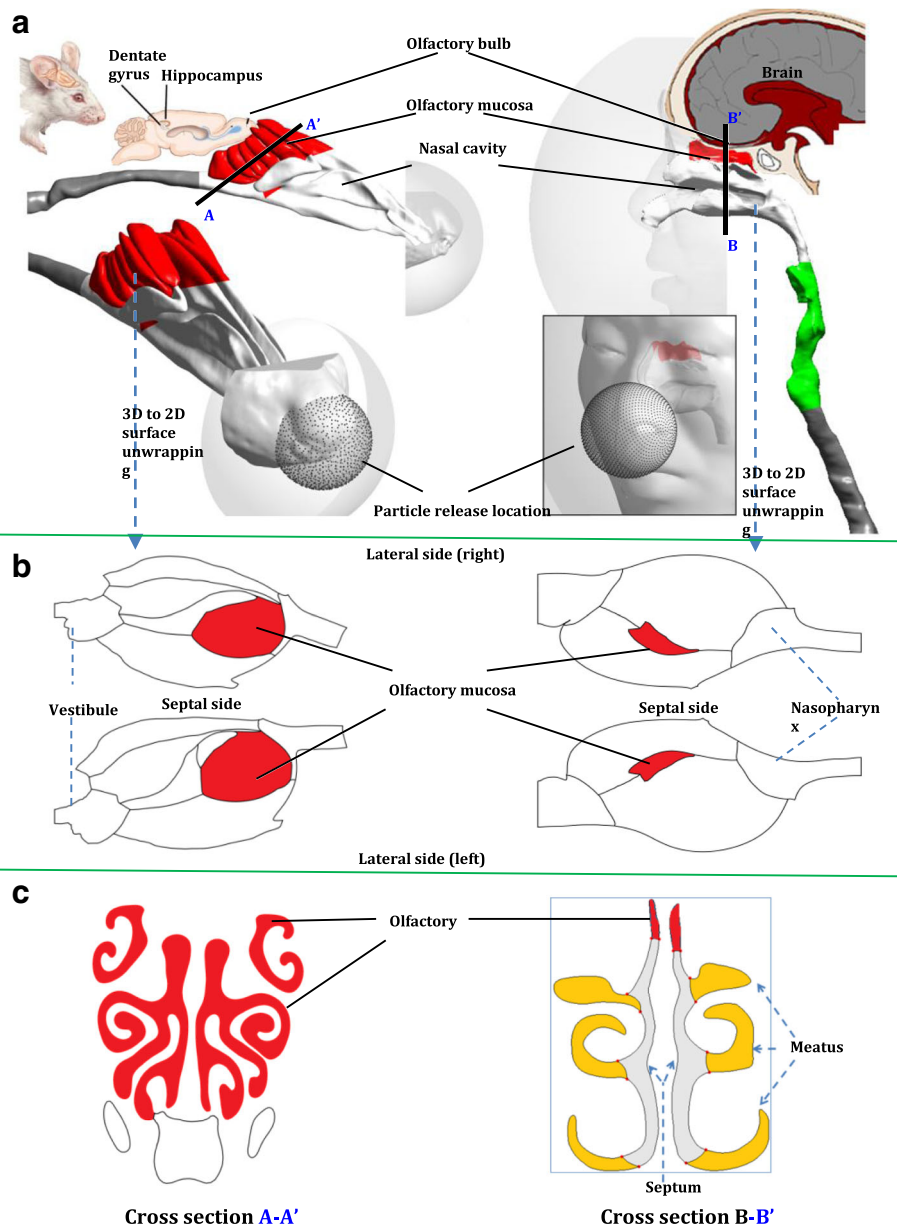 a
Olfactory bulb
Dentate
gyrus
Hippocampus
Brain
A'
Olfactory mucosa
B'
Nasal cavity
A
B
3D to 2D
surface
unwrappin
g
3D to 2D
surface
unwrappin
g
Particle release location
Lateral side (right)
b
Olfactory mucosa
Vestibule
Septal side
Septal side
Nasopharyn
x
Lateral side (left)
c
Olfactory
Meatus
Septum
Cross section A-A'
Cross section B-B'